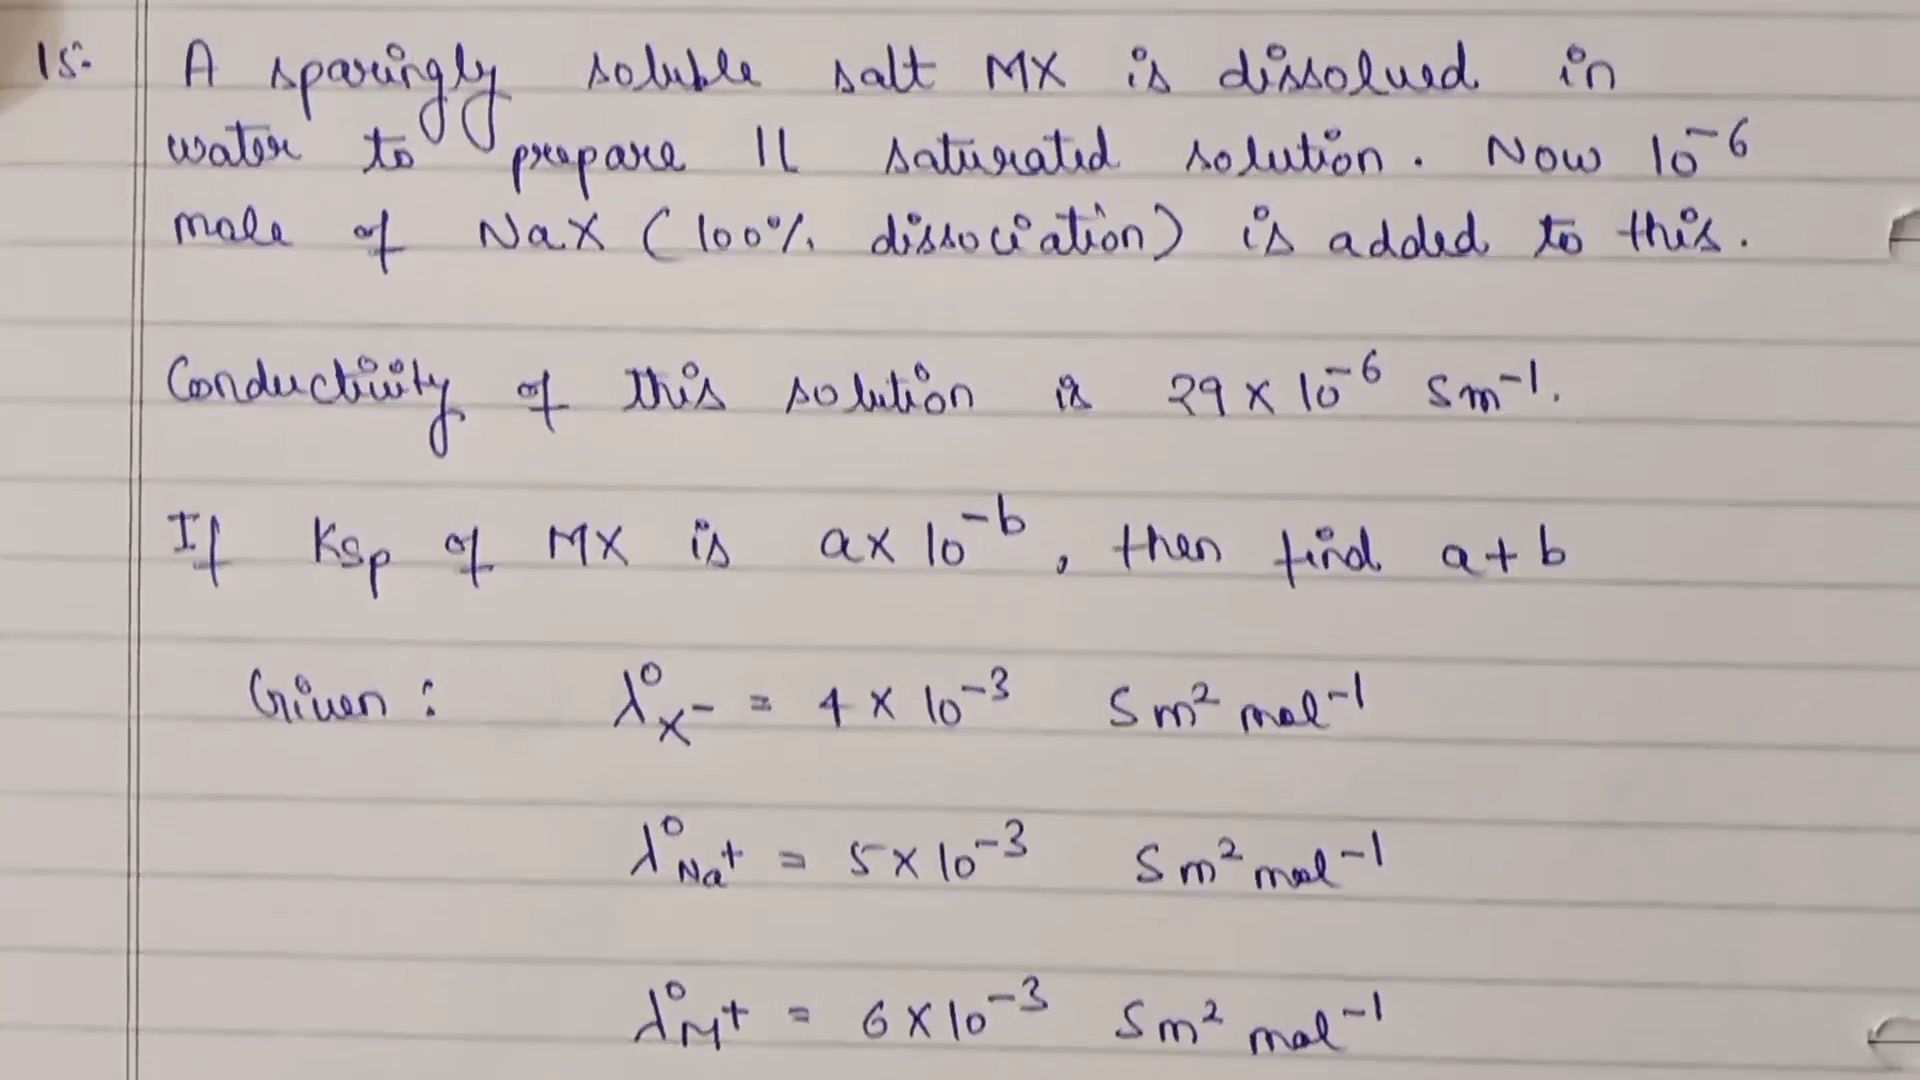 15. A sparingly soluble salt MX is dissolved in
water to prepare 1L saturated solution. Now 10⁻⁶
mole of NaX (100% dissociation) is added to this.
Conductivity of this solution is 29 × 10⁻⁶ Sm⁻¹.
If Ksp of MX is a× 10⁻ᵇ, then find a + b
Given : λ⁰x⁻ = 4 × 10⁻³ Sm² mol⁻¹
λ⁰Na⁺ = 5×10⁻³ Sm² mol⁻¹
λ⁰M⁺ = 6×10⁻³ Sm² mol⁻¹